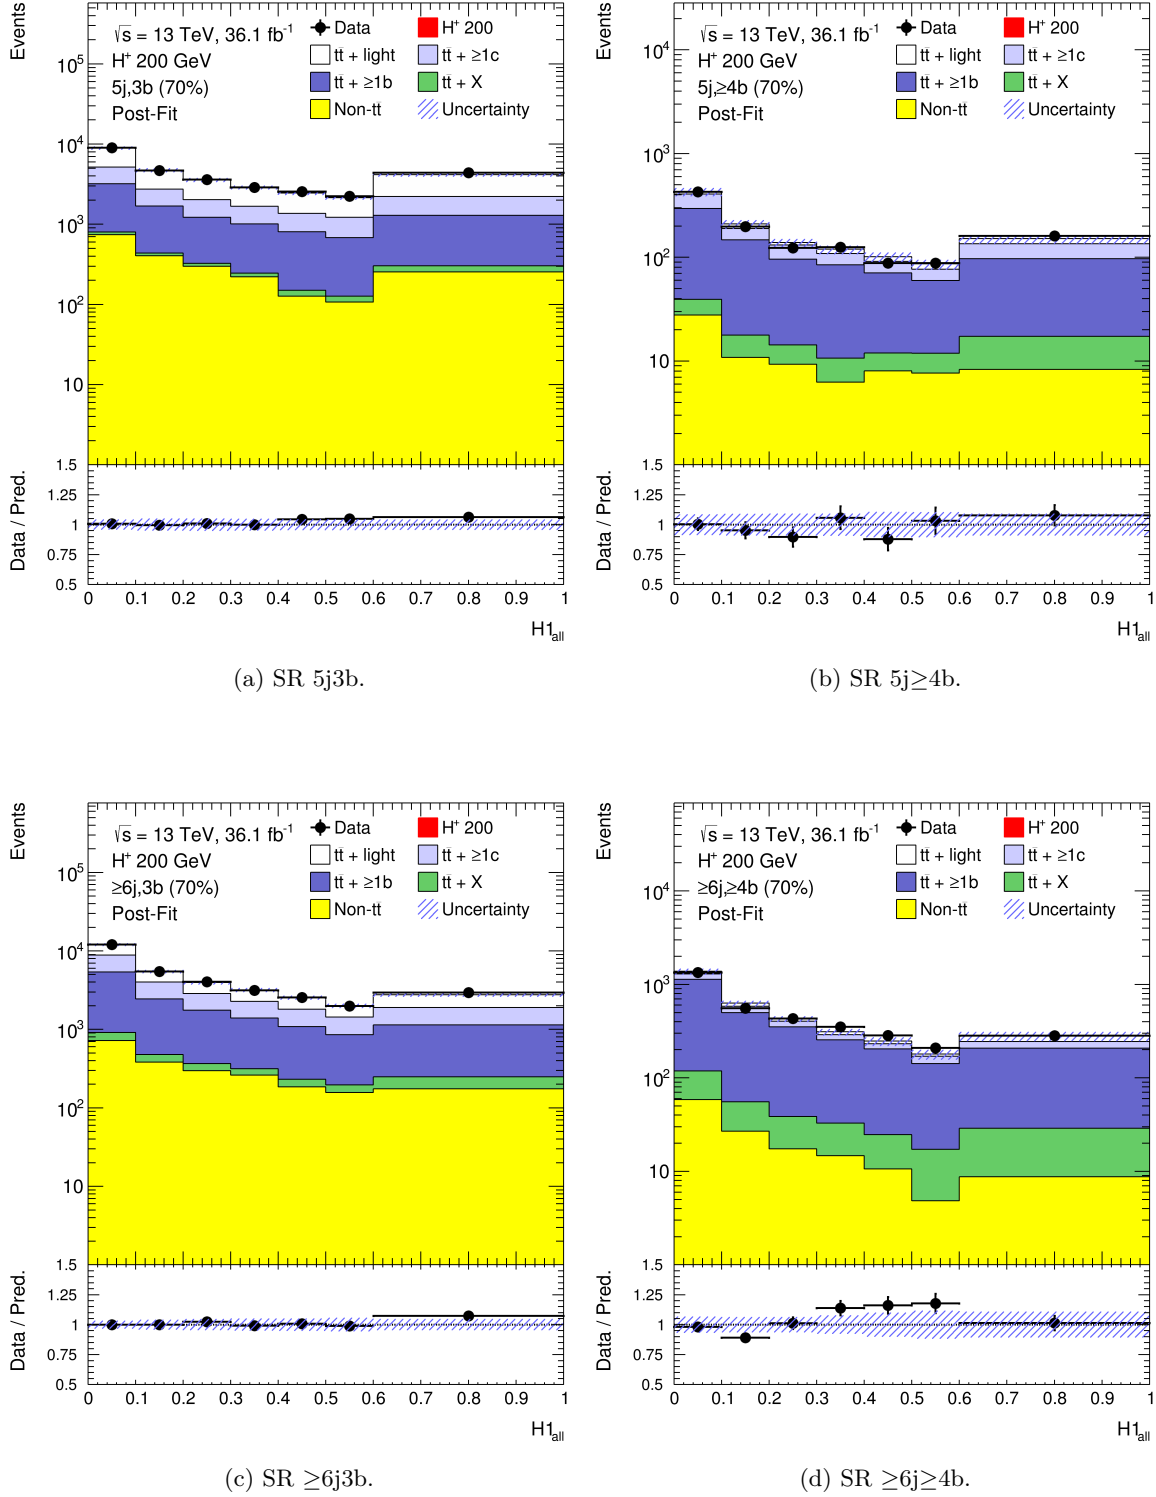 Events
√s = 13 TeV, 36.1 fb⁻¹
H⁺ 200 GeV
5j,3b (70%)
Post-Fit
Data
H⁺ 200
tt̄ + light
tt̄ + ≥1c
tt̄ + ≥1b
tt̄ + X
Non-tt̄
Uncertainty
10⁵
10⁴
10³
10²
10
Data / Pred.
1.5
1.25
1
0.75
0.5
0 0.1 0.2 0.3 0.4 0.5 0.6 0.7 0.8 0.9 1
H1all
(a) SR 5j3b.
Events
√s = 13 TeV, 36.1 fb⁻¹
H⁺ 200 GeV
5j,≥4b (70%)
Post-Fit
Data
H⁺ 200
tt̄ + light
tt̄ + ≥1c
tt̄ + ≥1b
tt̄ + X
Non-tt̄
Uncertainty
10⁴
10³
10²
10
Data / Pred.
1.5
1.25
1
0.75
0.5
0 0.1 0.2 0.3 0.4 0.5 0.6 0.7 0.8 0.9 1
H1all
(b) SR 5j≥4b.
Events
√s = 13 TeV, 36.1 fb⁻¹
H⁺ 200 GeV
≥6j,3b (70%)
Post-Fit
Data
H⁺ 200
tt̄ + light
tt̄ + ≥1c
tt̄ + ≥1b
tt̄ + X
Non-tt̄
Uncertainty
10⁵
10⁴
10³
10²
10
Data / Pred.
1.5
1.25
1
0.75
0.5
0 0.1 0.2 0.3 0.4 0.5 0.6 0.7 0.8 0.9 1
H1all
(c) SR ≥6j3b.
Events
√s = 13 TeV, 36.1 fb⁻¹
H⁺ 200 GeV
≥6j,≥4b (70%)
Post-Fit
Data
H⁺ 200
tt̄ + light
tt̄ + ≥1c
tt̄ + ≥1b
tt̄ + X
Non-tt̄
Uncertainty
10⁴
10³
10²
10
Data / Pred.
1.5
1.25
1
0.75
0.5
0 0.1 0.2 0.3 0.4 0.5 0.6 0.7 0.8 0.9 1
H1all
(d) SR ≥6j≥4b.